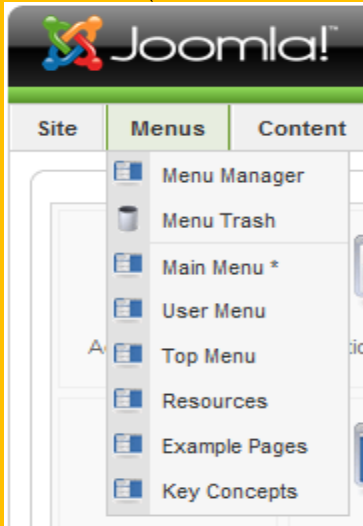 Joomla!™
Site Menus Content
Menu Manager
Menu Trash
Main Menu *
User Menu
Top Menu
Resources
Example Pages
Key Concepts